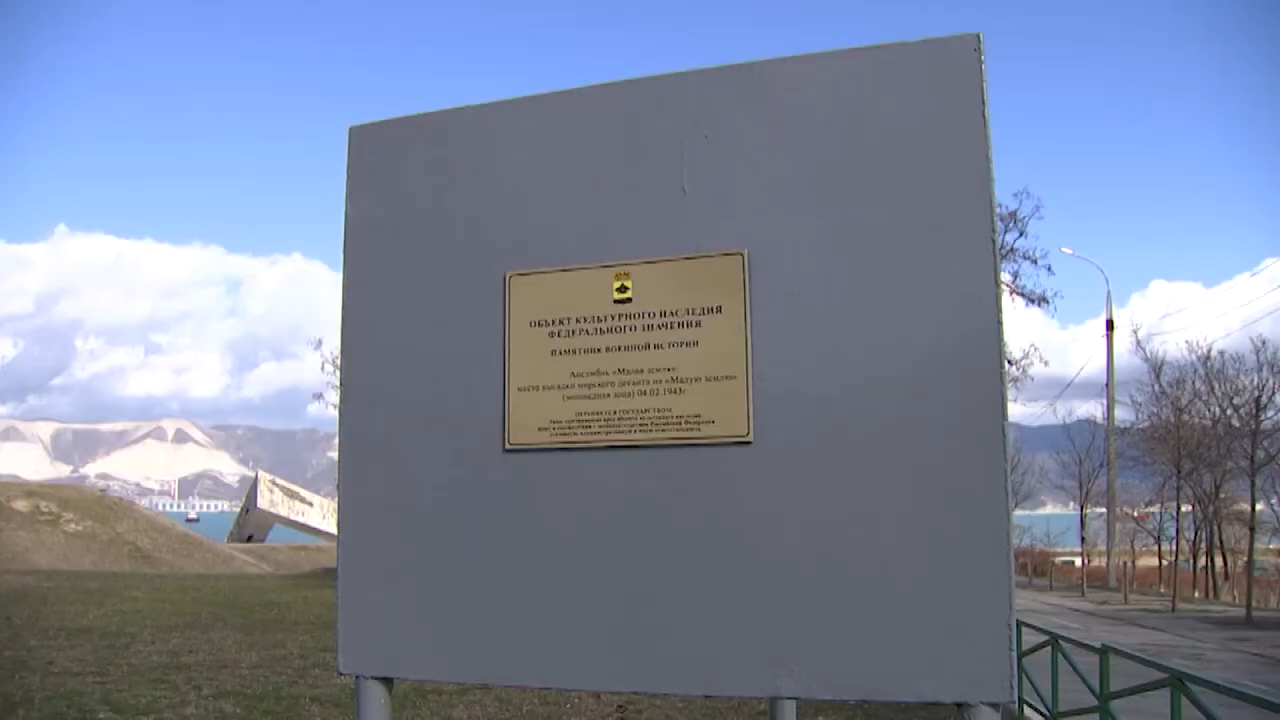 ОБЪЕКТ КУЛЬТУРНОГО НАСЛЕДИЯ
ФЕДЕРАЛЬНОГО ЗНАЧЕНИЯ
ПАМЯТНИК ВОЕННОЙ ИСТОРИИ
Ансамбль «Малая земля»:
место высадки морского десанта на «Малую землю»
(заповедная зона) 04.02.1943г
ОХРАНЯЕТСЯ ГОСУДАРСТВОМ